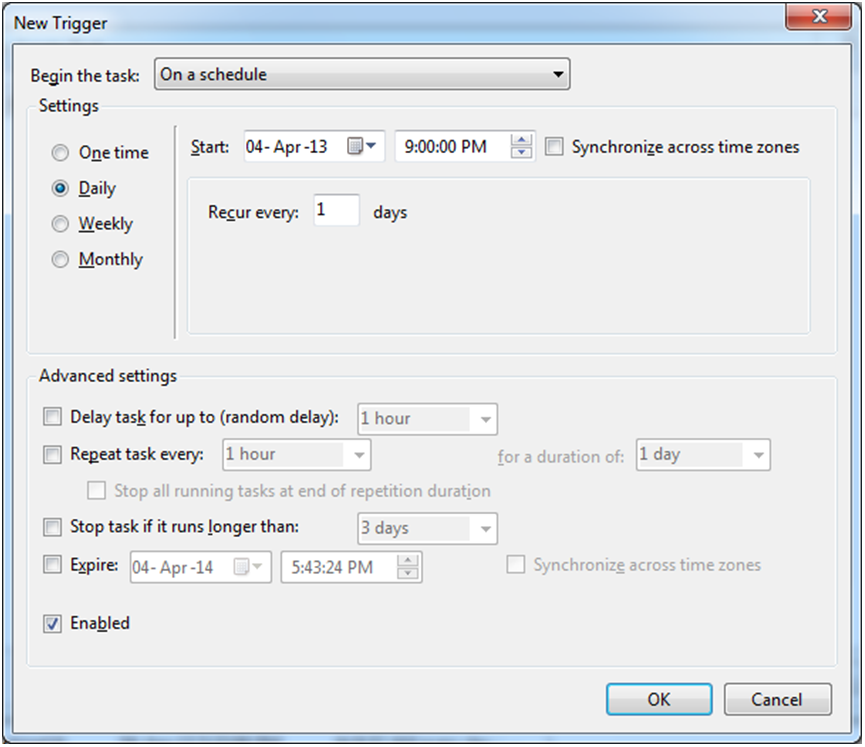 New Trigger
Begin the task: On a schedule
Settings
One time
Start: 04- Apr -13 9:00:00 PM Synchronize across time zones
Daily
Recur every: 1 days
Weekly
Monthly
Advanced settings
Delay task for up to (random delay): 1 hour
Repeat task every: 1 hour for a duration of: 1 day
Stop all running tasks at end of repetition duration
Stop task if it runs longer than: 3 days
Expire: 04- Apr -14 5:43:24 PM Synchronize across time zones
Enabled
OK Cancel